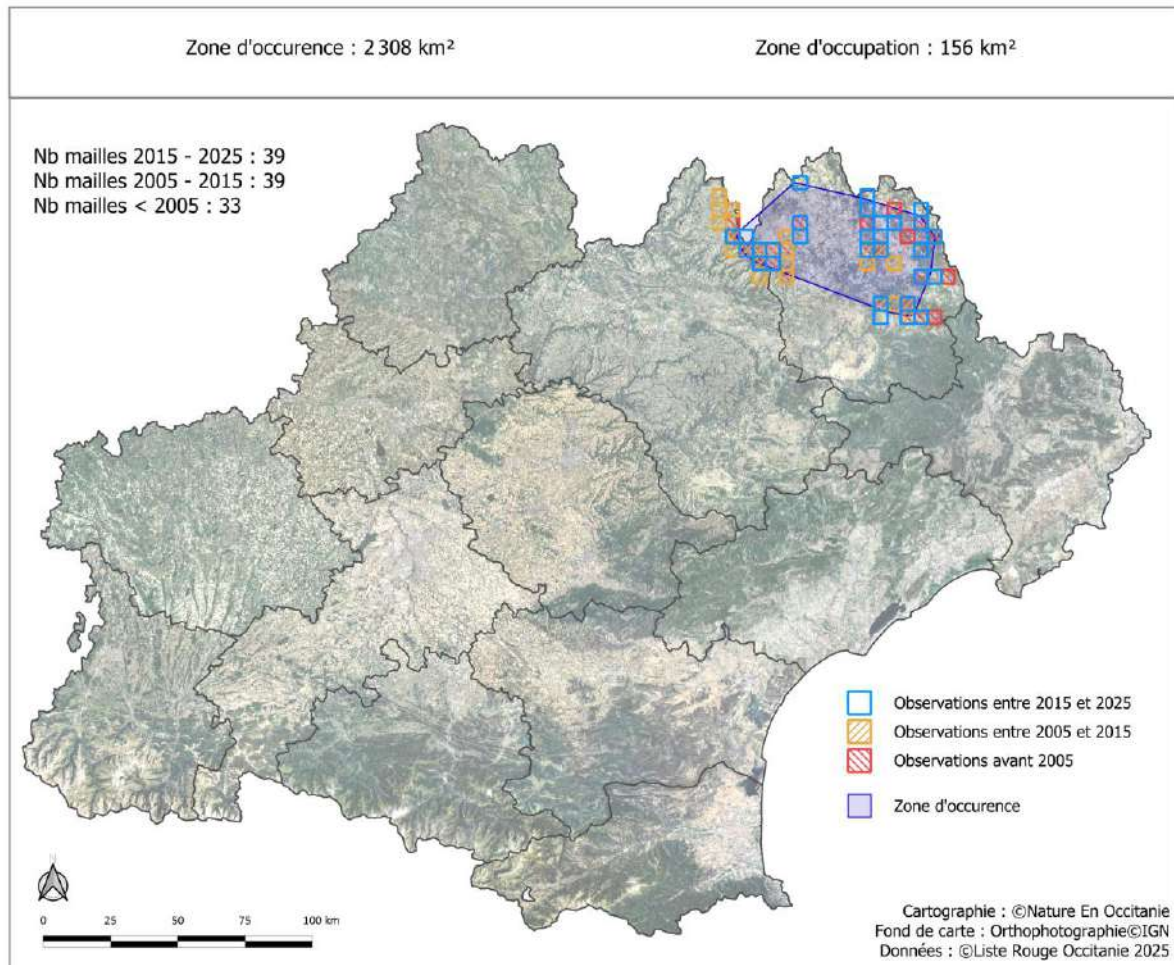 Zone d'occurence : 2 308 km²
Zone d'occupation : 156 km²
Nb mailles 2015 - 2025 : 39
Nb mailles 2005 - 2015 : 39
Nb mailles < 2005 : 33
Observations entre 2015 et 2025
Observations entre 2005 et 2015
Observations avant 2005
Zone d'occurence
N
0 25 50 75 100 km
Cartographie : ©Nature En Occitanie
Fond de carte : Orthophotographie©IGN
Données : ©Liste Rouge Occitanie 2025